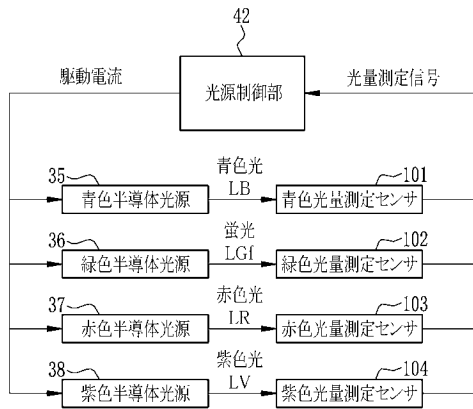 42
駆動電流
光源制御部
光量測定信号
35
青色半導体光源
青色光
LB
101
青色光量測定センサ
36
緑色半導体光源
蛍光
LGf
102
緑色光量測定センサ
37
赤色半導体光源
赤色光
LR
103
赤色光量測定センサ
38
紫色半導体光源
紫色光
LV
104
紫色光量測定センサ